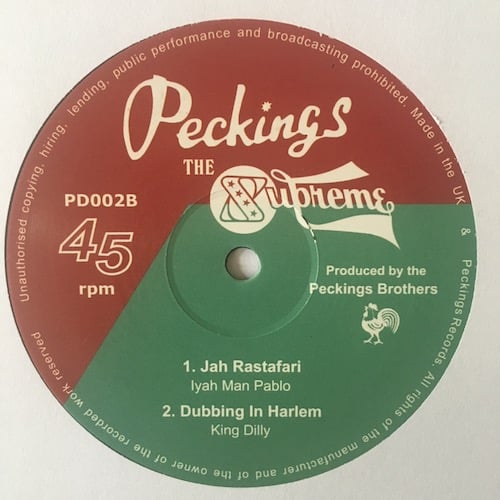 Unauthorised copying, hiring, lending, public performance and broadcasting prohibited. Made in the UK & Peckings Records. All rights of the manufacturer and of the owner of the recorded work reserved
Peckings
THE Supreme
PD002B
45
rpm
Produced by the
Peckings Brothers
1. Jah Rastafari
Iyah Man Pablo
2. Dubbing In Harlem
King Dilly